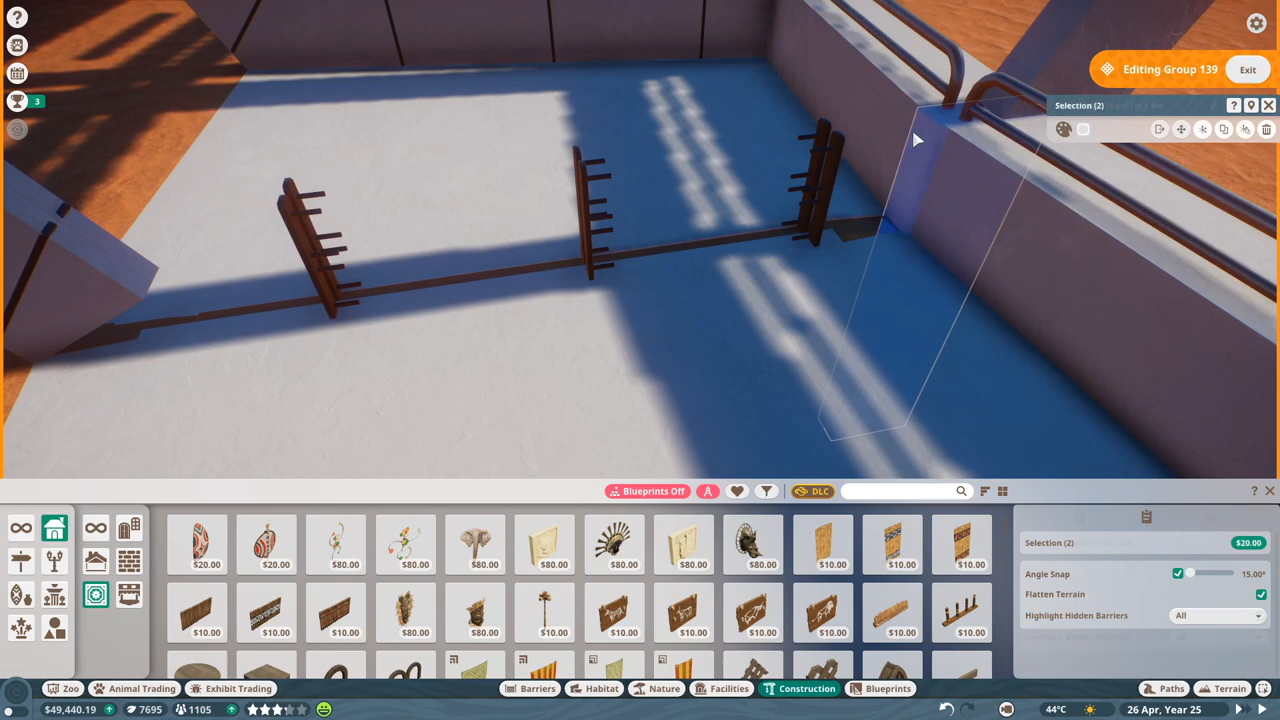 ?
Editing Group 139
Exit
Selection (2)
?
3
Blueprints Off
DLC
?
$20.00
$20.00
$80.00
$80.00
$80.00
$80.00
$80.00
$80.00
$80.00
$10.00
$10.00
$10.00
$10.00
$10.00
$10.00
$80.00
$80.00
$10.00
$10.00
$10.00
$10.00
$10.00
$10.00
$10.00
Selection (2)
$20.00
Angle Snap
15.00°
Flatten Terrain
Highlight Hidden Barriers
All
Zoo
Animal Trading
Exhibit Trading
Barriers
Habitat
Nature
Facilities
Construction
Blueprints
Paths
Terrain
$49,440.19
7695
1105
44°C
26 Apr, Year 25